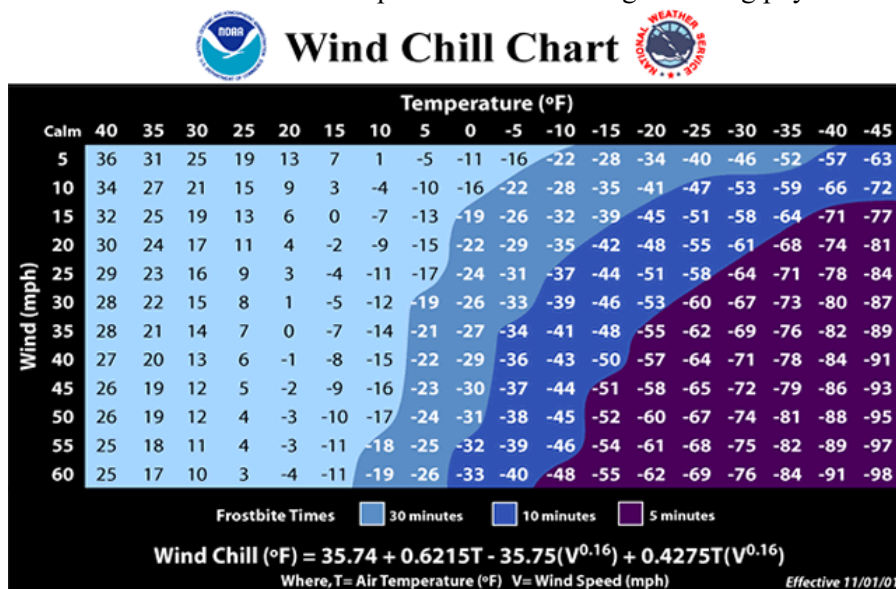 NOAA
Wind Chill Chart
NATIONAL WEATHER SERVICE
Temperature (ºF)
Calm 40 35 30 25 20 15 10 5 0 -5 -10 -15 -20 -25 -30 -35 -40 -45
Wind (mph)
5 36 31 25 19 13 7 1 -5 -11 -16 -22 -28 -34 -40 -46 -52 -57 -63
10 34 27 21 15 9 3 -4 -10 -16 -22 -28 -35 -41 -47 -53 -59 -66 -72
15 32 25 19 13 6 0 -7 -13 -19 -26 -32 -39 -45 -51 -58 -64 -71 -77
20 30 24 17 11 4 -2 -9 -15 -22 -29 -35 -42 -48 -55 -61 -68 -74 -81
25 29 23 16 9 3 -4 -11 -17 -24 -31 -37 -44 -51 -58 -64 -71 -78 -84
30 28 22 15 8 1 -5 -12 -19 -26 -33 -39 -46 -53 -60 -67 -73 -80 -87
35 28 21 14 7 0 -7 -14 -21 -27 -34 -41 -48 -55 -62 -69 -76 -82 -89
40 27 20 13 6 -1 -8 -15 -22 -29 -36 -43 -50 -57 -64 -71 -78 -84 -91
45 26 19 12 5 -2 -9 -16 -23 -30 -37 -44 -51 -58 -65 -72 -79 -86 -93
50 26 19 12 4 -3 -10 -17 -24 -31 -38 -45 -52 -60 -67 -74 -81 -88 -95
55 25 18 11 4 -3 -11 -18 -25 -32 -39 -46 -54 -61 -68 -75 -82 -89 -97
60 25 17 10 3 -4 -11 -19 -26 -33 -40 -48 -55 -62 -69 -76 -84 -91 -98
Frostbite Times 30 minutes 10 minutes 5 minutes
Wind Chill (ºF) = 35.74 + 0.6215T - 35.75(V^0.16) + 0.4275T(V^0.16)
Where, T= Air Temperature (ºF) V= Wind Speed (mph) Effective 11/01/01